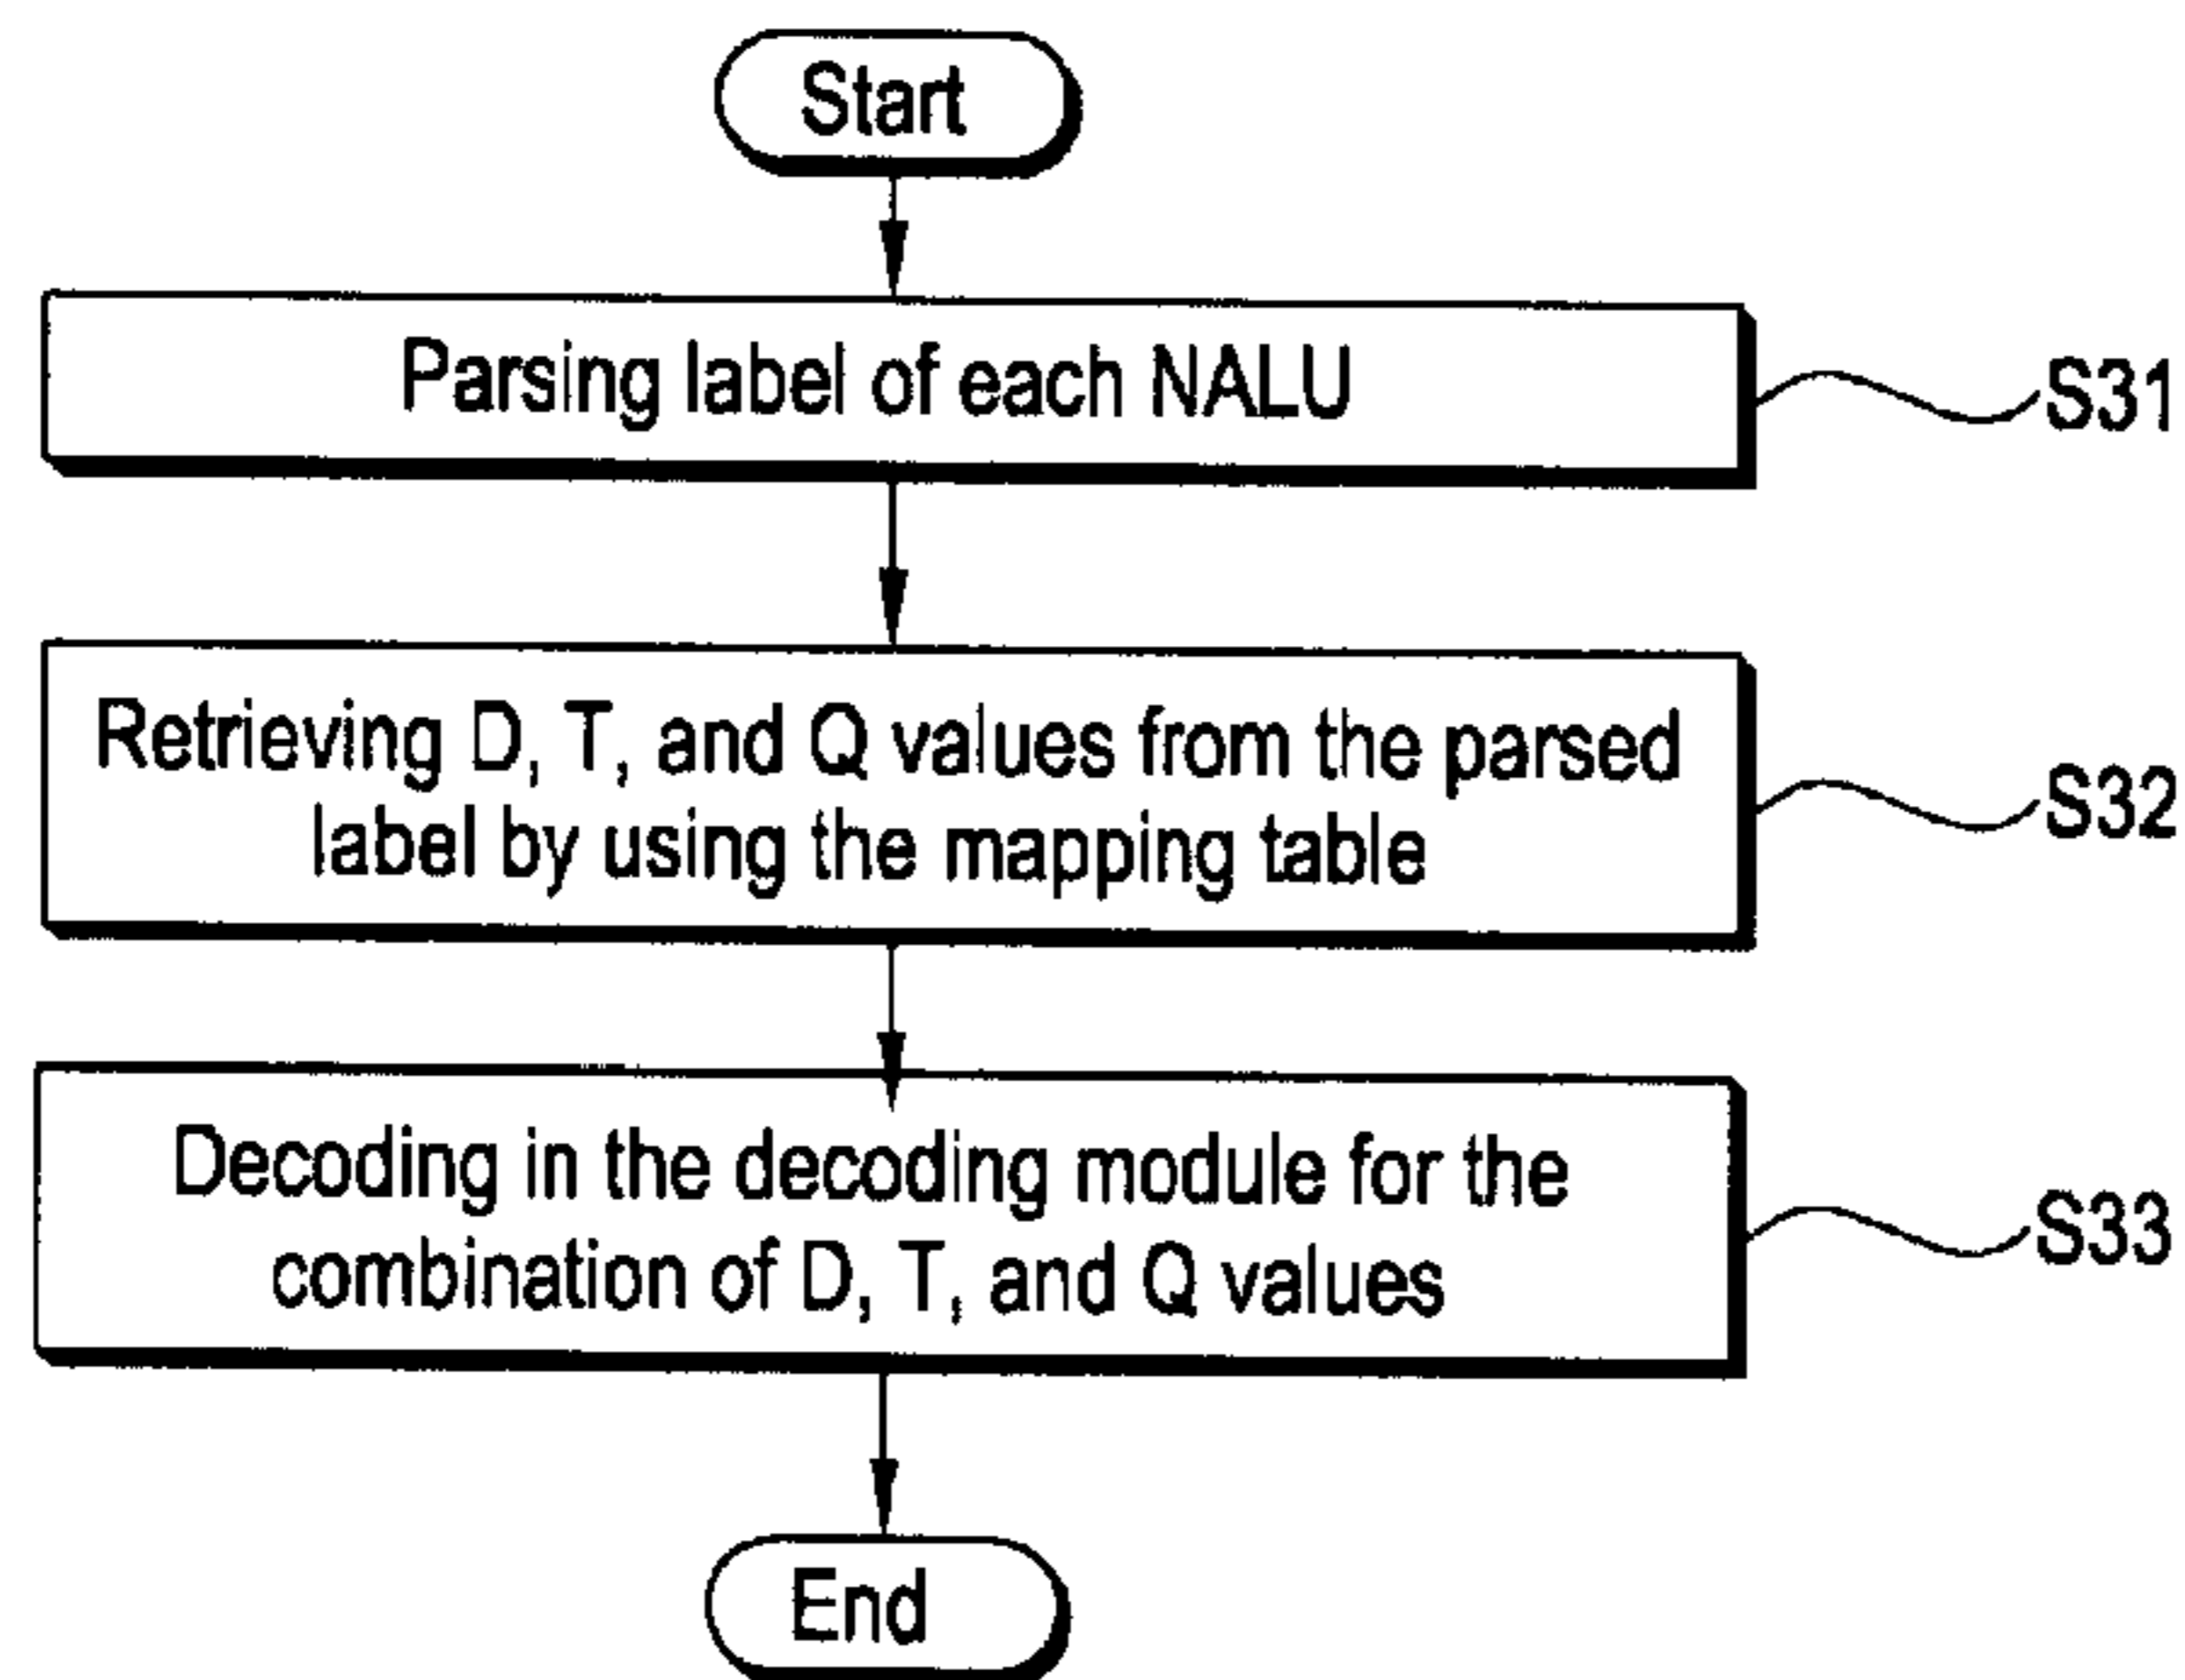 Start
Parsing label of each NALU
S31
Retrieving D, T, and Q values from the parsed
label by using the mapping table
S32
Decoding in the decoding module for the
combination of D, T, and Q values
S33
End